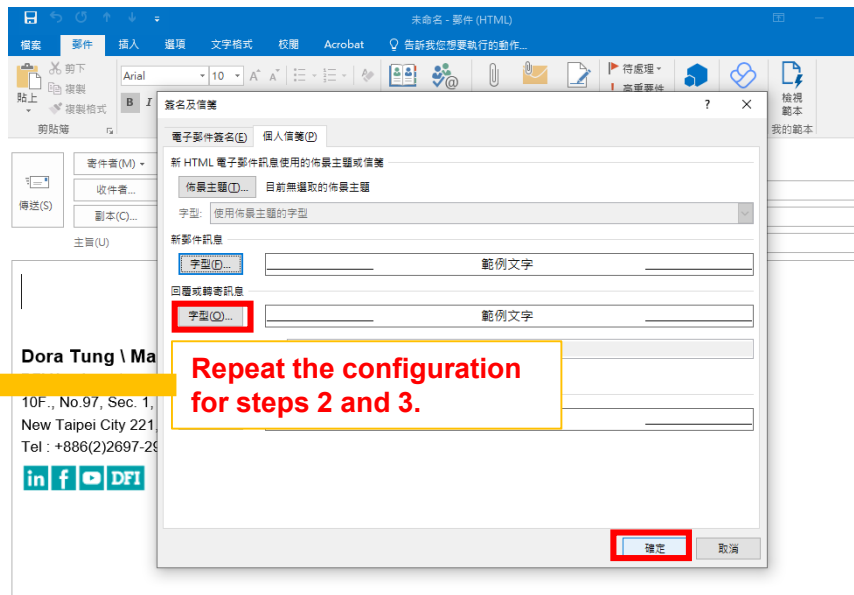 未命名 - 郵件 (HTML)
檔案 郵件 插入 選項 文字格式 校閱 Acrobat 告訴我您想要執行的動作...
剪下
複製
複製格式
貼上
剪貼簿
Arial 10
B I
待處理
高重要性
檢視
範本
我的範本
簽名及信箋 ? ×
電子郵件簽名(E) 個人信箋(P)
新 HTML 電子郵件訊息使用的佈景主題或信箋
佈景主題(T)... 目前無選取的佈景主題
字型: 使用佈景主題的字型
新郵件訊息
字型(F)... 範例文字
回覆或轉寄訊息
字型(O)... 範例文字
Repeat the configuration
for steps 2 and 3.
確定 取消
傳送(S)
寄件者(M)
收件者...
副本(C)...
主旨(U)
Dora Tung \ Ma
10F., No.97, Sec. 1,
New Taipei City 221,
Tel : +886(2)2697-29
in f DFI